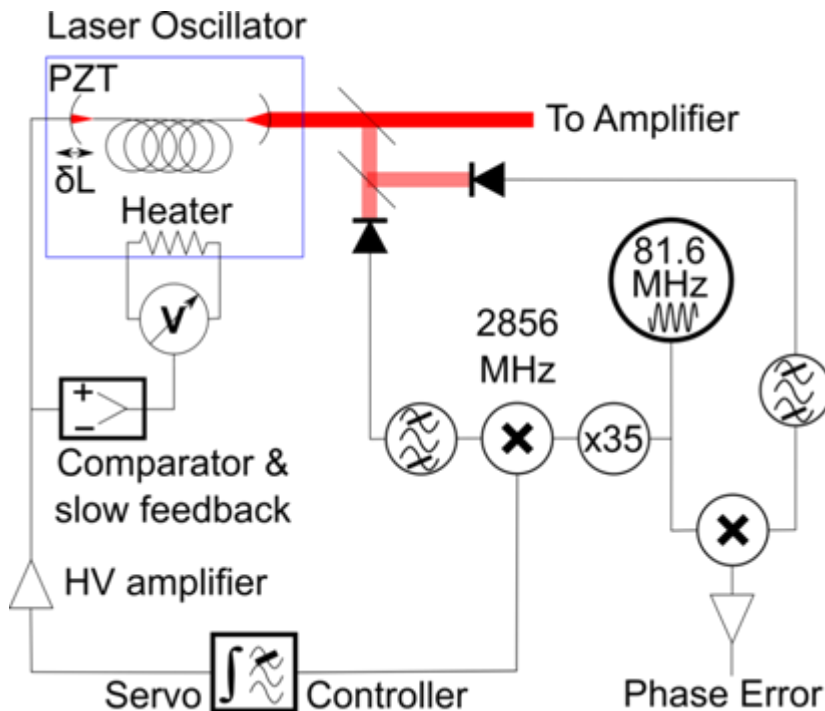 Laser Oscillator
PZT
To Amplifier
δL
Heater
81.6
MHz
V
2856
MHz
+
−
x35
Comparator &
slow feedback
HV amplifier
Servo
Controller
Phase Error